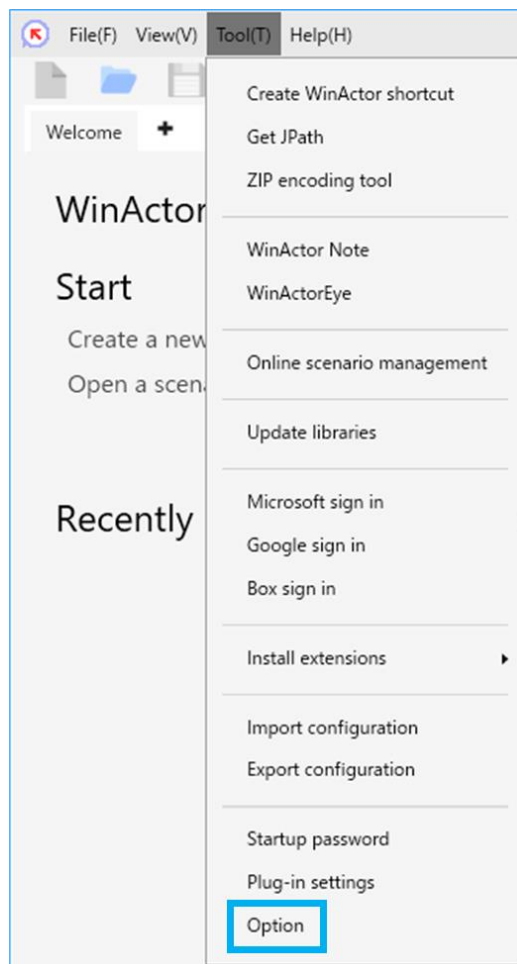 File(F) View(V) Tool(T) Help(H)
Welcome +
WinActor
Start
Create a new
Open a
Recently
Create WinActor shortcut
Get JPath
ZIP encoding tool
WinActor Note
WinActorEye
Online scenario management
Update libraries
Microsoft sign in
Google sign in
Box sign in
Install extensions
Import configuration
Export configuration
Startup password
Plug-in settings
Option